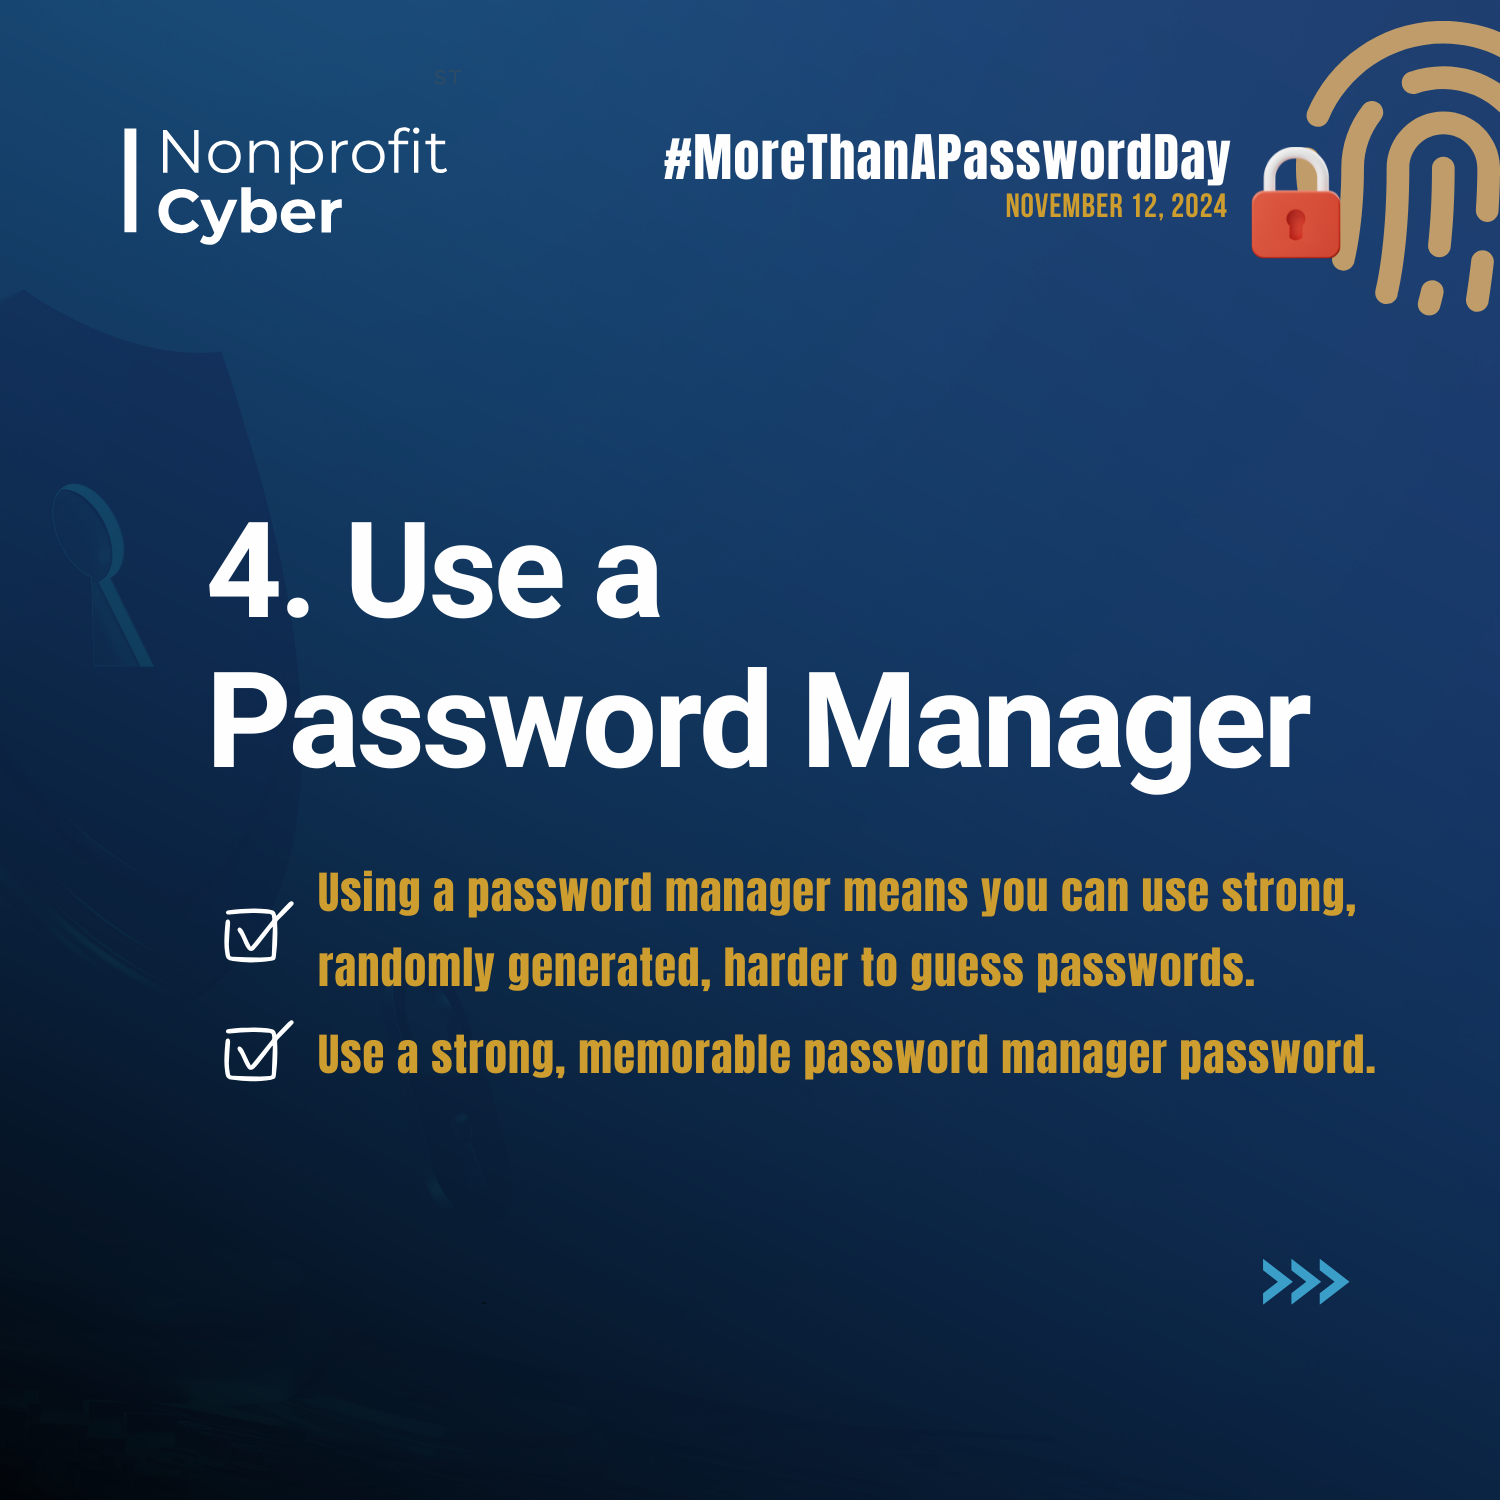 ST
Nonprofit
Cyber
#MoreThanAPasswordDay
NOVEMBER 12, 2024
4. Use a
Password Manager
Using a password manager means you can use strong,
randomly generated, harder to guess passwords.
Use a strong, memorable password manager password.